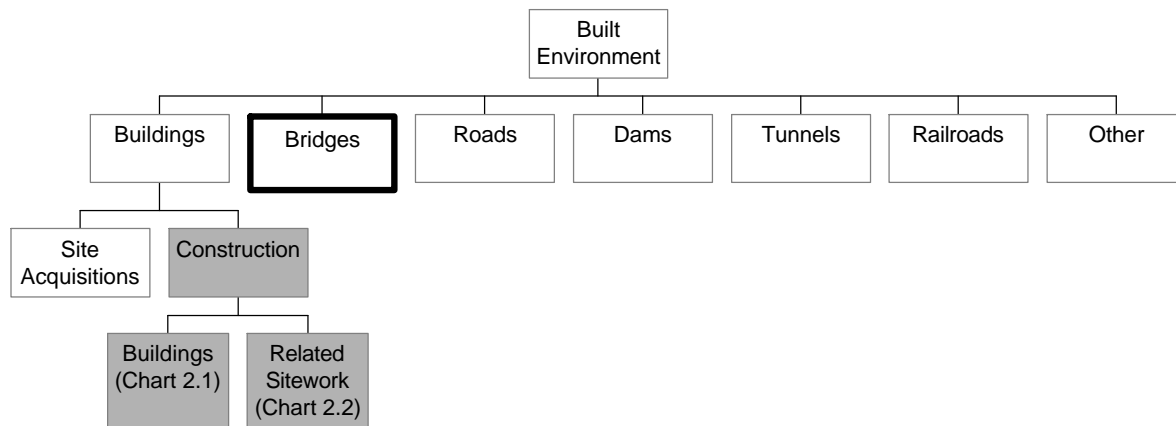 Built
Environment
Buildings
Bridges
Roads
Dams
Tunnels
Railroads
Other
Site
Acquisitions
Construction
Buildings
(Chart 2.1)
Related
Sitework
(Chart 2.2)